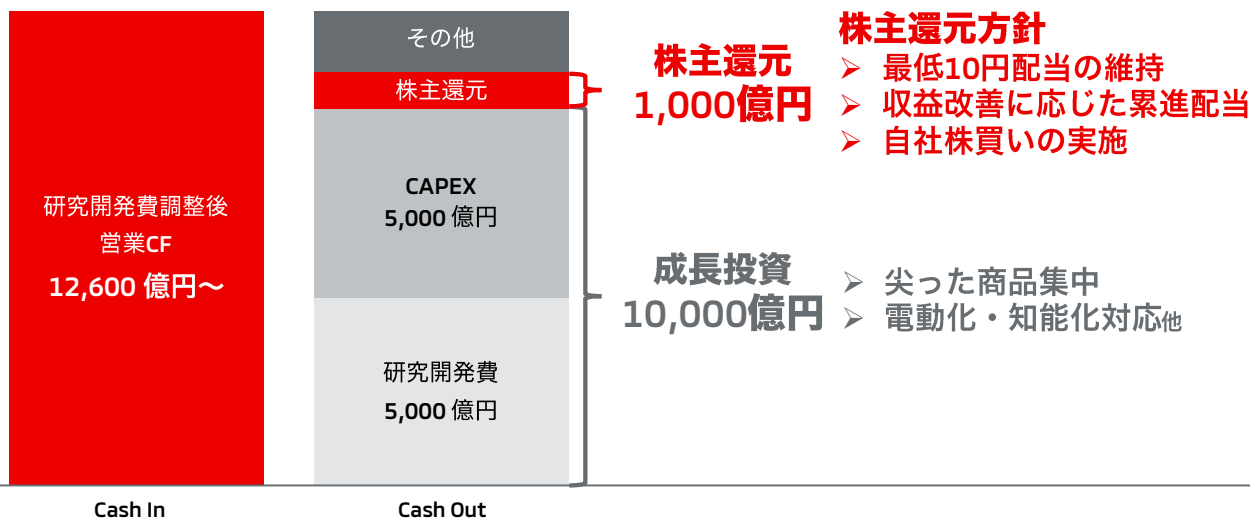 研究開発費調整後
営業CF
12,600 億円～
Cash In
その他
株主還元
CAPEX
5,000 億円
研究開発費
5,000 億円
Cash Out
株主還元
1,000億円
株主還元方針
➢ 最低10円配当の維持
➢ 収益改善に応じた累進配当
➢ 自社株買いの実施
成長投資
10,000億円
➢ 尖った商品集中
➢ 電動化・知能化対応他